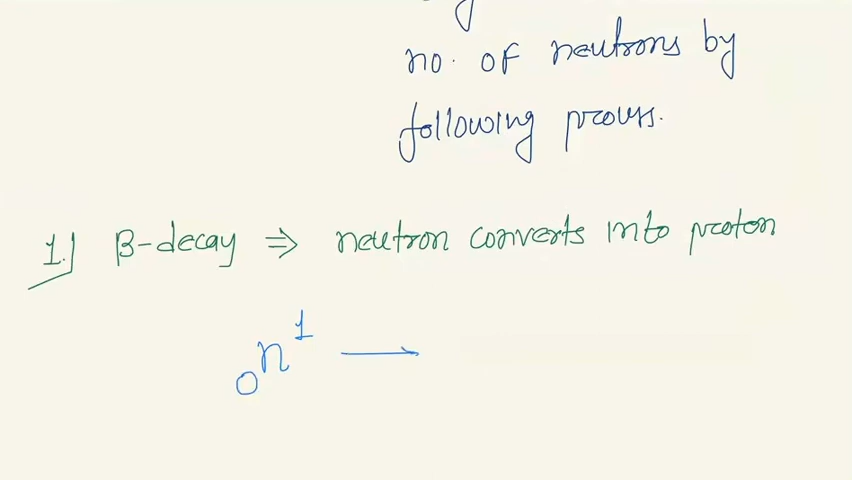 no. of neutrons by
following process.
1.) β-decay ⇒ neutron converts into proton
₀n¹ ⟶